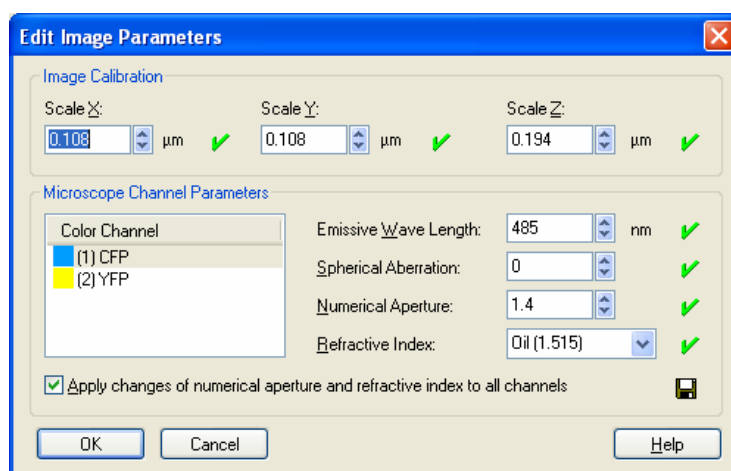 Edit Image Parameters
Image Calibration
Scale X: Scale Y: Scale Z:
0.108 µm 0.108 µm 0.194 µm
Microscope Channel Parameters
Color Channel
(1) CFP
(2) YFP
Emissive Wave Length: 485 nm
Spherical Aberration: 0
Numerical Aperture: 1.4
Refractive Index: Oil (1.515)
Apply changes of numerical aperture and refractive index to all channels
OK Cancel Help